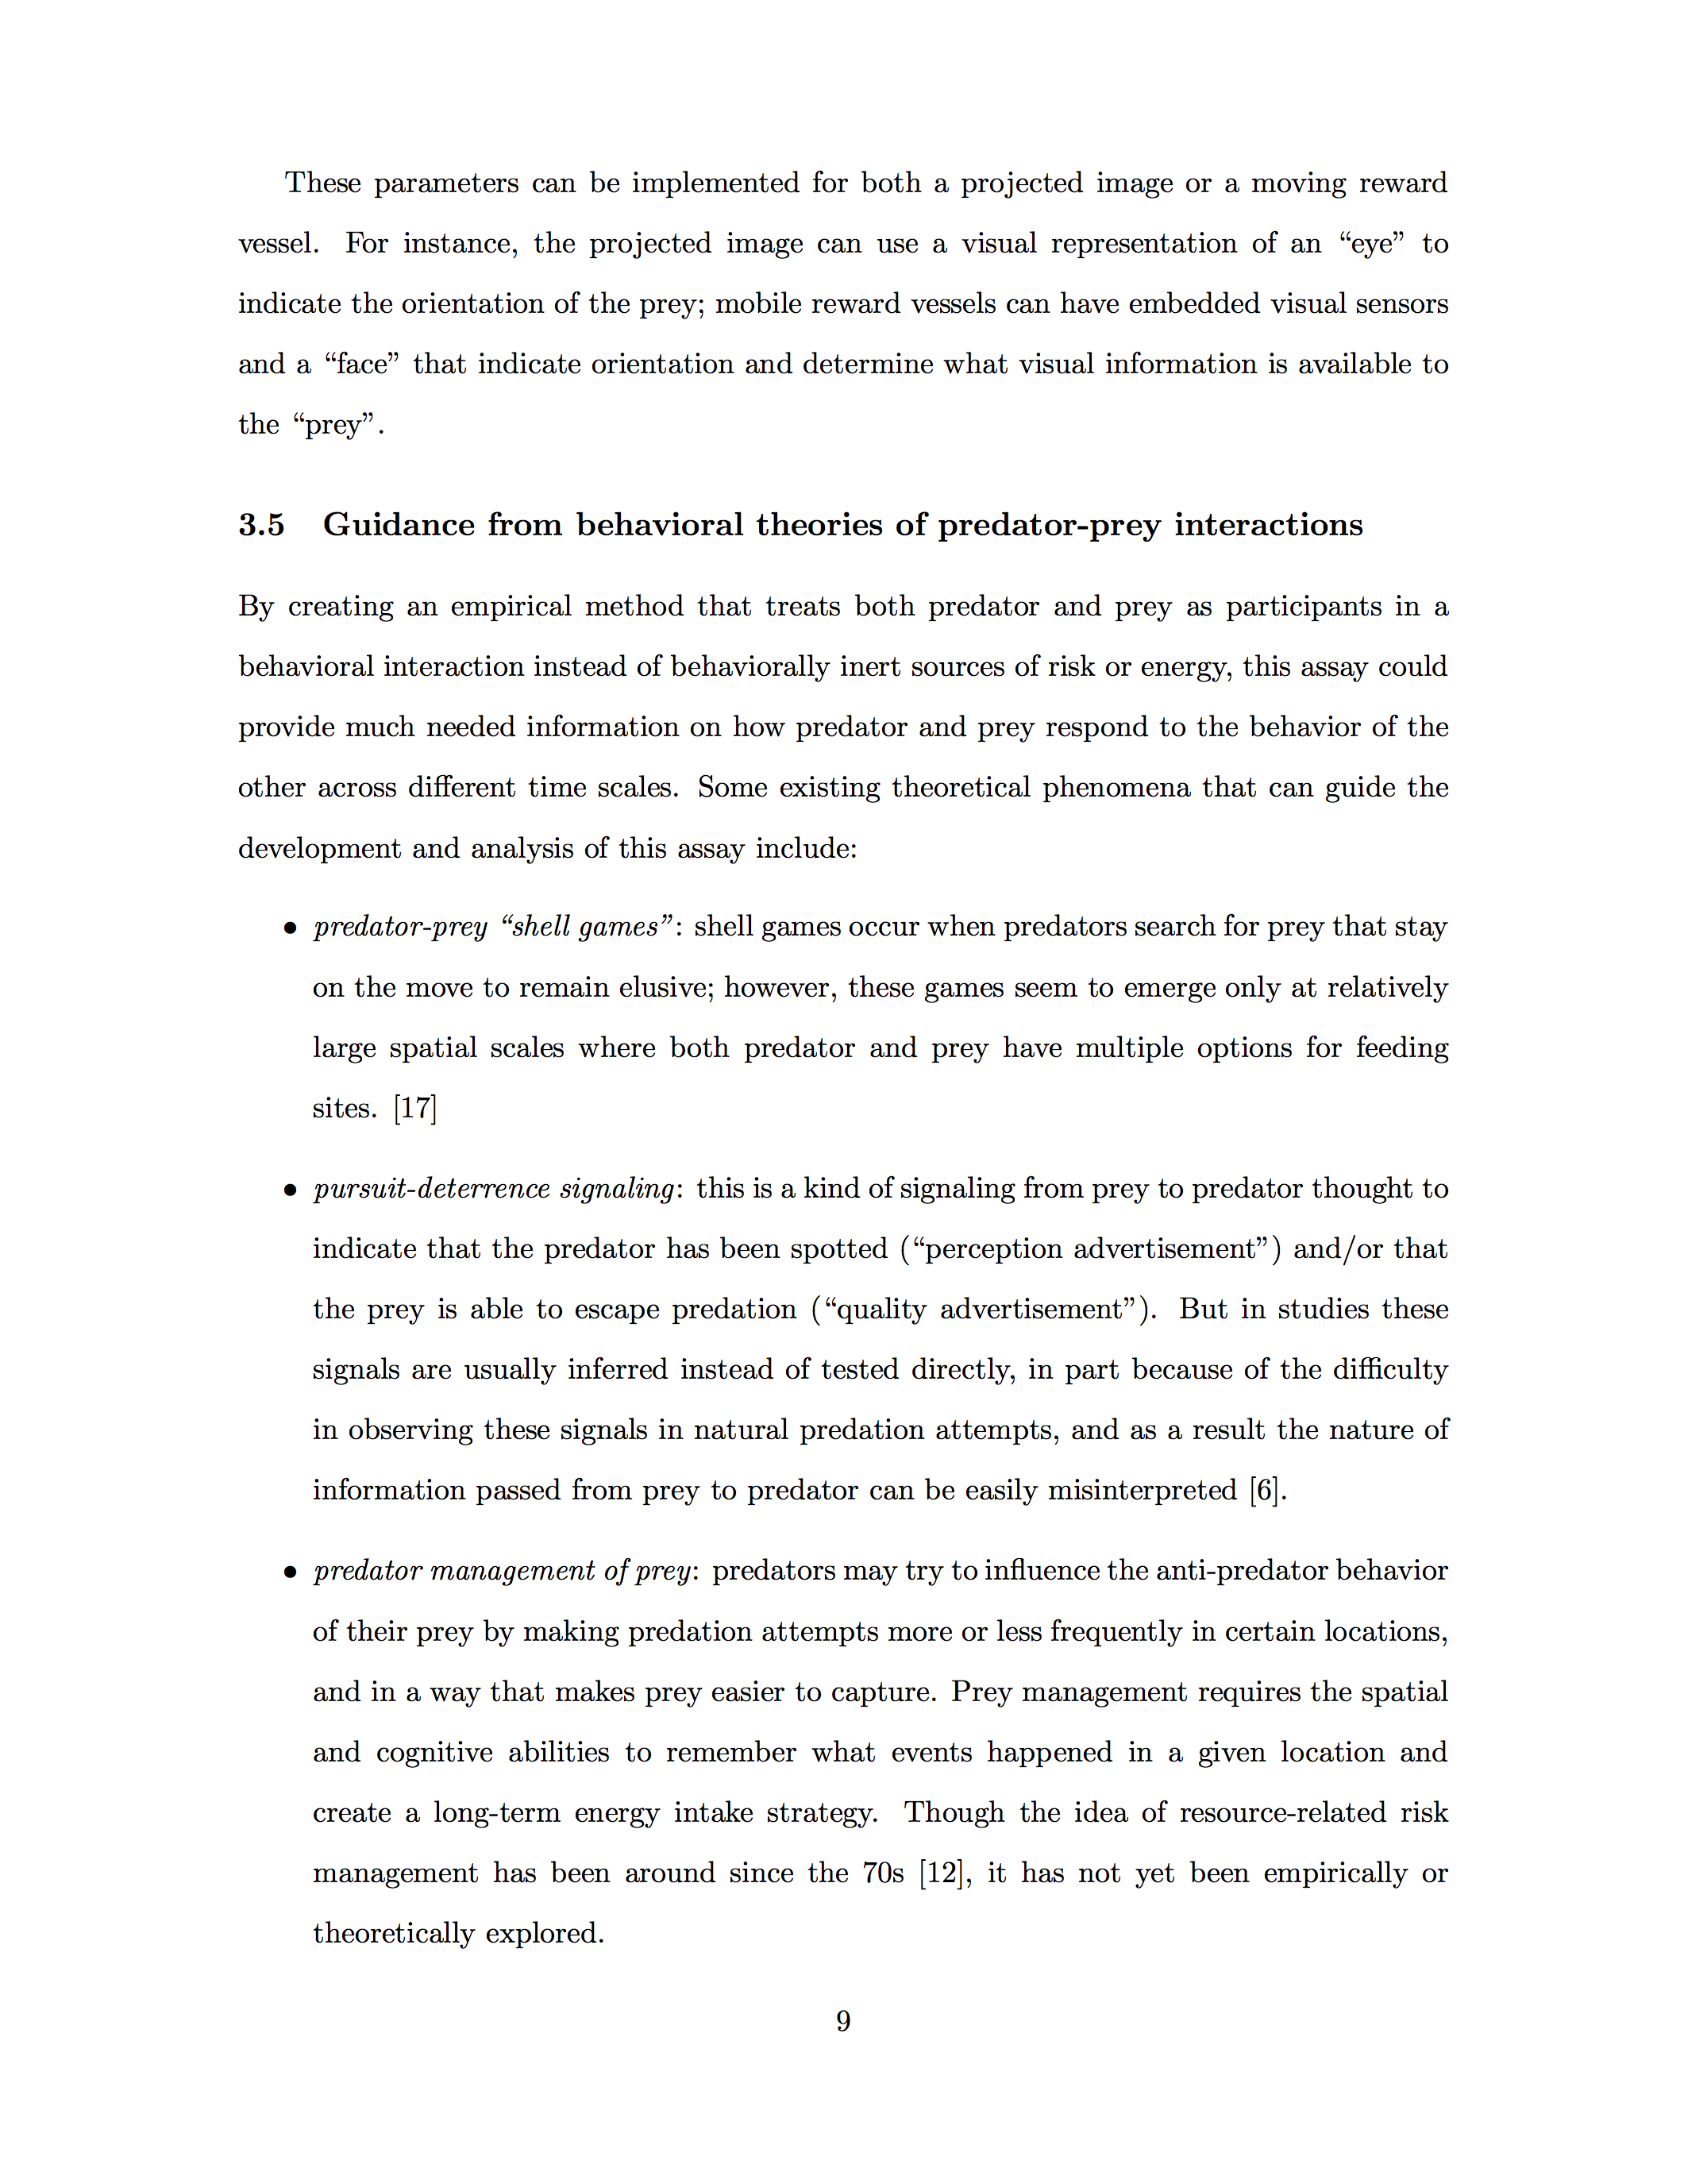 These parameters can be implemented for both a projected image or a moving reward
vessel. For instance, the projected image can use a visual representation of an “eye” to
indicate the orientation of the prey; mobile reward vessels can have embedded visual sensors
and a “face” that indicate orientation and determine what visual information is available to
the “prey”.
3.5 Guidance from behavioral theories of predator-prey interactions
By creating an empirical method that treats both predator and prey as participants in a
behavioral interaction instead of behaviorally inert sources of risk or energy, this assay could
provide much needed information on how predator and prey respond to the behavior of the
other across different time scales. Some existing theoretical phenomena that can guide the
development and analysis of this assay include:
• predator-prey “shell games”: shell games occur when predators search for prey that stay
on the move to remain elusive; however, these games seem to emerge only at relatively
large spatial scales where both predator and prey have multiple options for feeding
sites. [17]
• pursuit-deterrence signaling: this is a kind of signaling from prey to predator thought to
indicate that the predator has been spotted (“perception advertisement”) and/or that
the prey is able to escape predation (“quality advertisement”). But in studies these
signals are usually inferred instead of tested directly, in part because of the difficulty
in observing these signals in natural predation attempts, and as a result the nature of
information passed from prey to predator can be easily misinterpreted [6].
• predator management of prey: predators may try to influence the anti-predator behavior
of their prey by making predation attempts more or less frequently in certain locations,
and in a way that makes prey easier to capture. Prey management requires the spatial
and cognitive abilities to remember what events happened in a given location and
create a long-term energy intake strategy. Though the idea of resource-related risk
management has been around since the 70s [12], it has not yet been empirically or
theoretically explored.
9